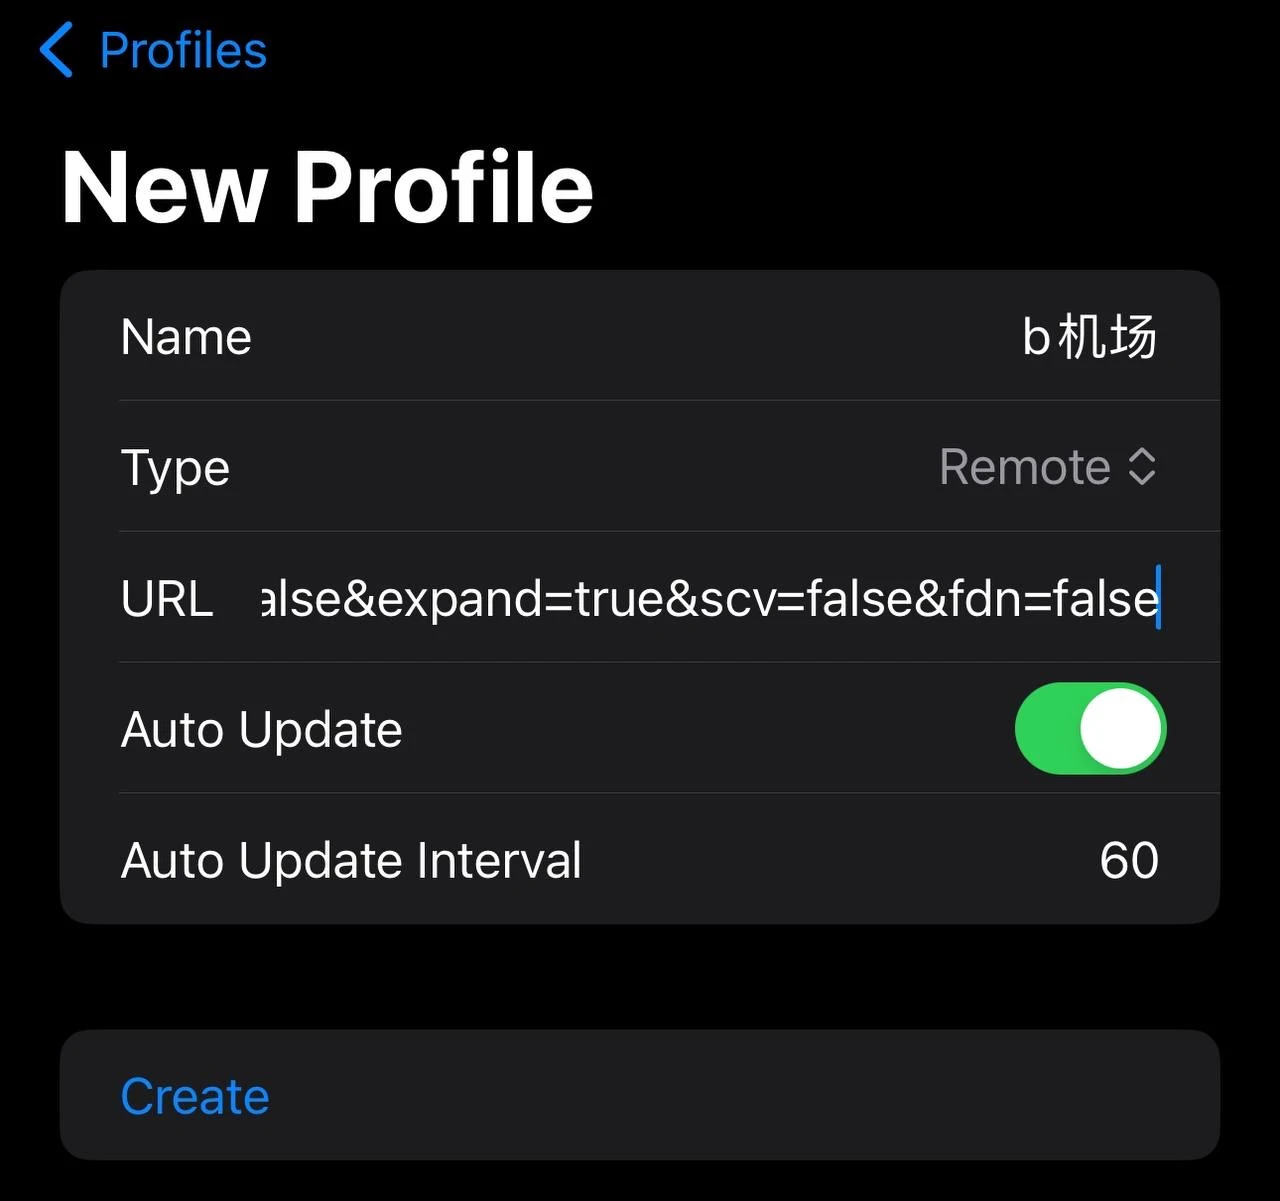 Profiles
New Profile
Name b机场
Type Remote
URL alse&expand=true&scv=false&fdn=false
Auto Update
Auto Update Interval 60
Create